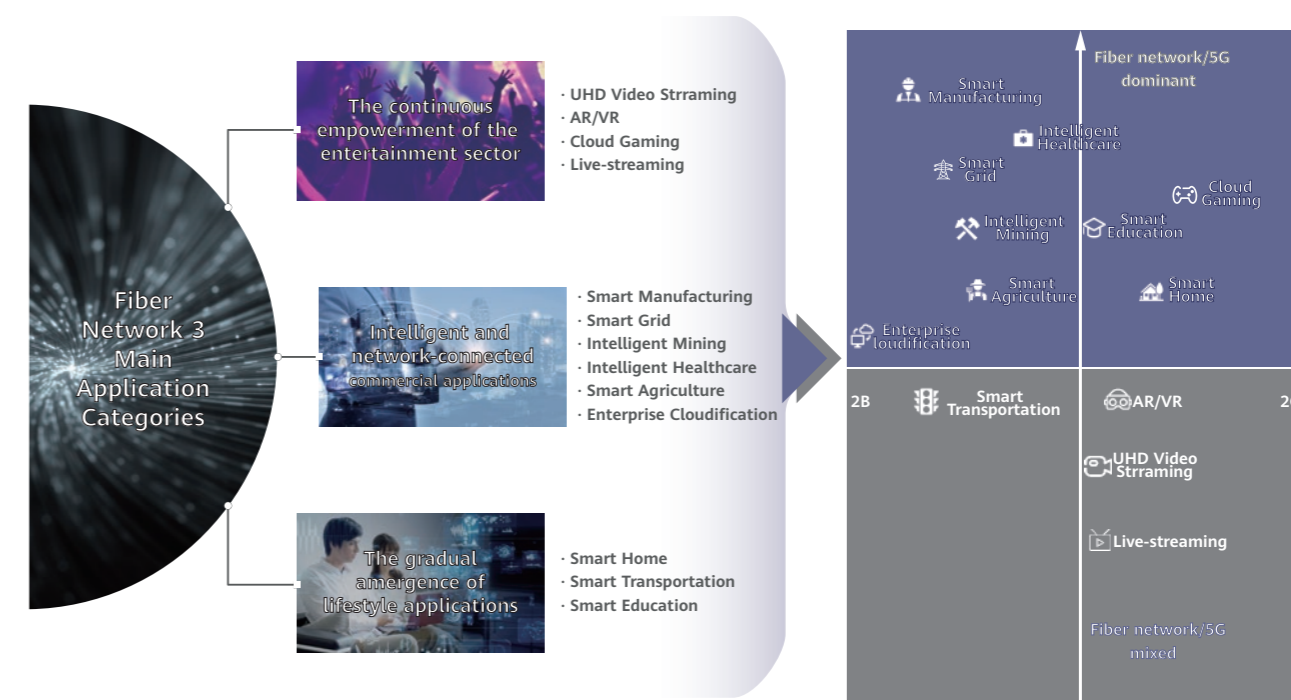 Fiber
Network 3
Main
Application
Categories
The continuous
empowerment of the
entertainment sector
· UHD Video Strraming
· AR/VR
· Cloud Gaming
· Live-streaming
Intelligent and
network-connected
commercial applications
· Smart Manufacturing
· Smart Grid
· Intelligent Mining
· Intelligent Healthcare
· Smart Agriculture
· Enterprise Cloudification
The gradual
amergence of
lifestyle applications
· Smart Home
· Smart Transportation
· Smart Education
Fiber network/5G
dominant
Smart
Manufacturing
Intelligent
Healthcare
Smart
Grid
Cloud
Gaming
Intelligent
Mining
Smart
Education
Smart
Agriculture
Smart
Home
Enterprise
loudification
2B
Smart
Transportation
AR/VR
UHD Video
Strraming
Live-streaming
Fiber network/5G
mixed